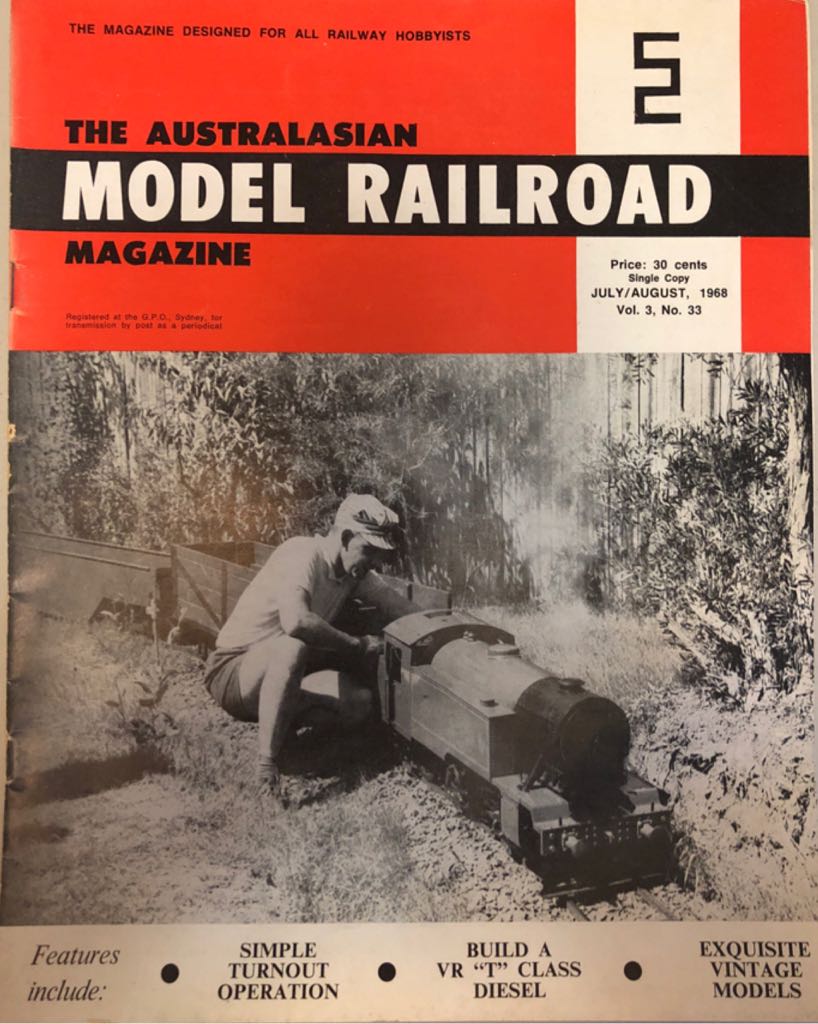 THE MAGAZINE DESIGNED FOR ALL RAILWAY HOBBYISTS
THE AUSTRALASIAN
MODEL RAILROAD
MAGAZINE
Price: 30 cents
Single Copy
JULY/AUGUST, 1968
Vol. 3, No. 33
Registered at the G.P.O., Sydney, for
transmission by post as a periodical
Features
include:
● SIMPLE
TURNOUT
OPERATION
● BUILD A
VR "T" CLASS
DIESEL
● EXQUISITE
VINTAGE
MODELS